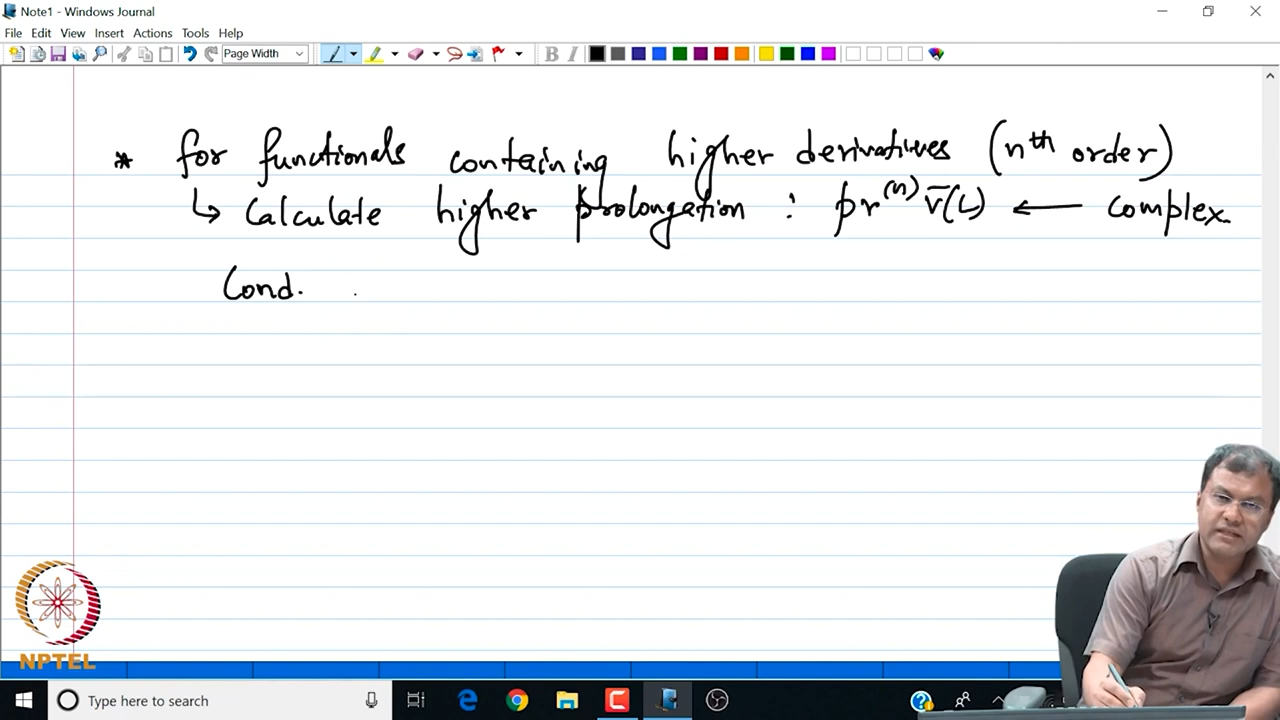 Note1 - Windows Journal
File Edit View Insert Actions Tools Help
Page Width
B I
* for functionals containing higher derivatives (nth order)
↳ Calculate higher prolongation : pr⁽ⁿ⁾ v̄(L) ← complex.
Cond.
NPTEL
Type here to search